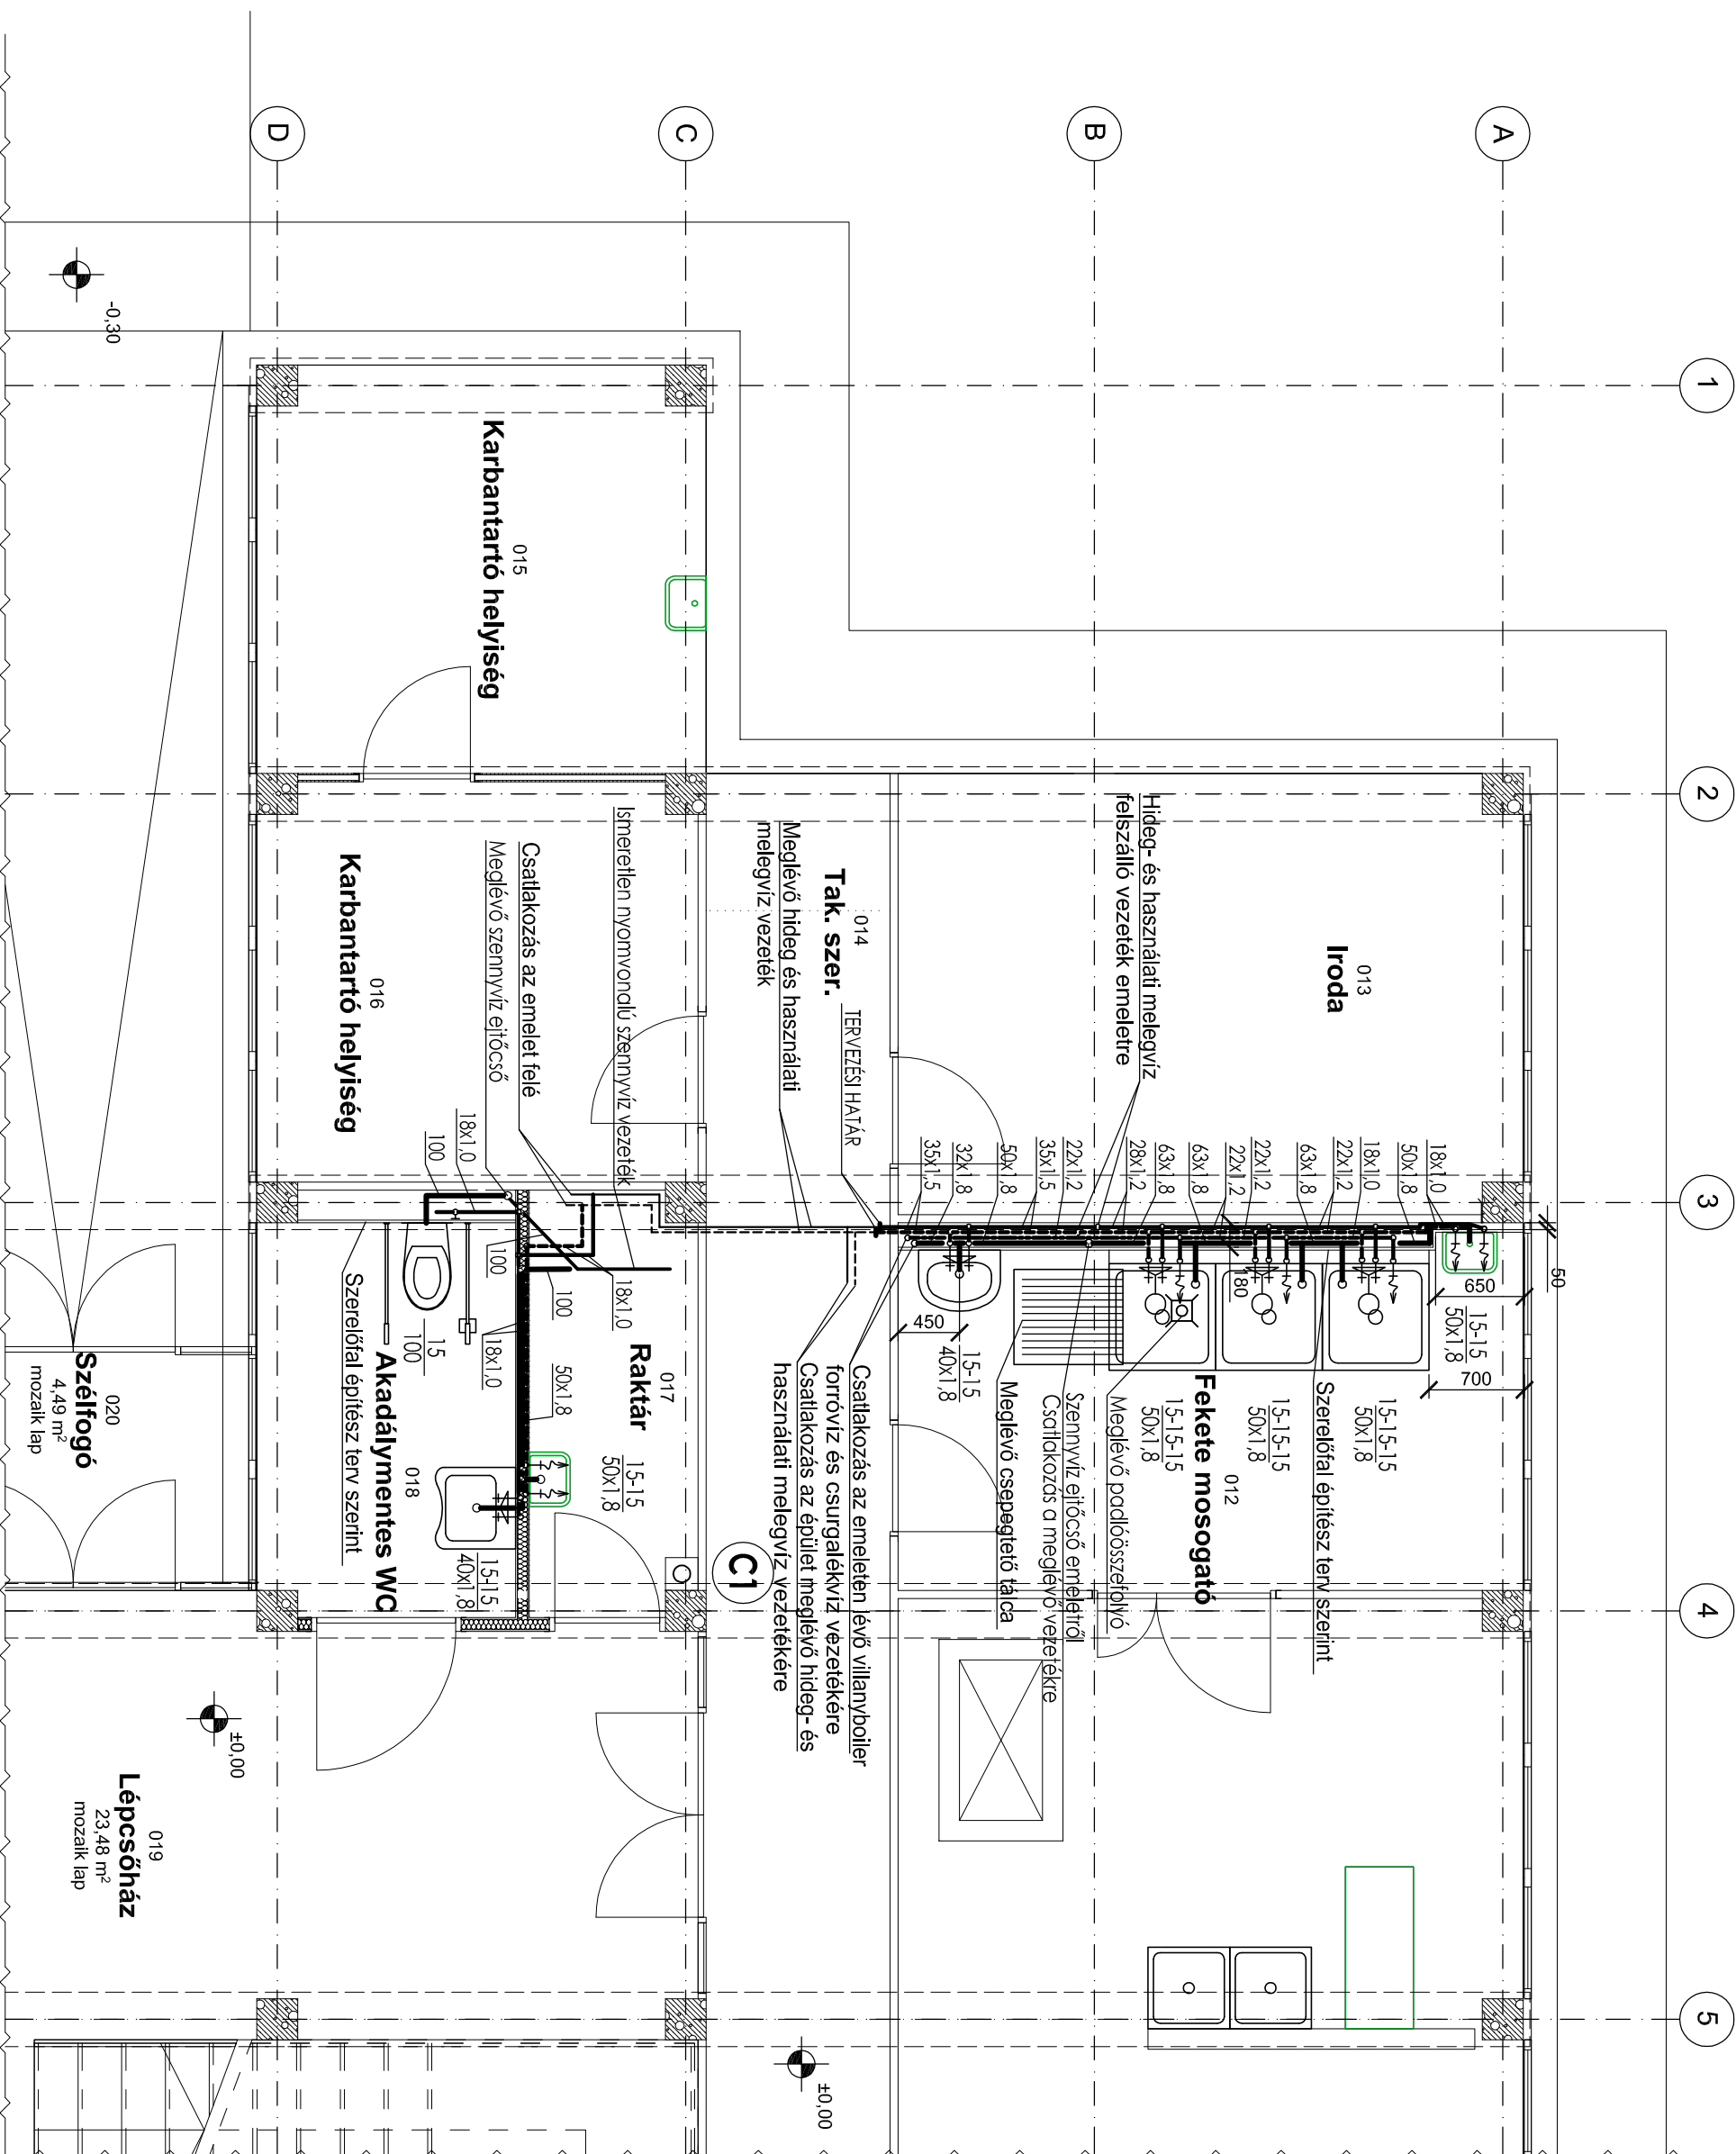 1
2
3
4
5
A
B
C
D
-0,30
015
Karbantartó helyiség
013
Iroda
Hideg- és használati melegvíz
felszálló vezeték emeletre
014
Tak. szer.
TERVEZÉSI HATÁR
Meglévő hideg és használati
melegvíz vezeték
Ismeretlen nyomvonalú szennyvíz vezeték
Csatlakozás az emelet felé
Meglévő szennyvíz ejtőcső
016
Karbantartó helyiség
18x1,0
50x1,8
18x10
22x1,2
63x1,8
22x1,2
22x1,2
63x1,8
63x1,8
28x1,2
22x1,2
35x1,5
50x1,8
32x1,8
35x1,5
18x1,0
100
50
650
15-15
50x1,8
700
180
450
15-15
40x1,8
15-15-15
50x1,8
15-15-15
50x1,8
15-15-15
50x1,8
Szerelőfal építész terv szerint
012
Fekete mosogató
Meglévő padlóösszefolyó
Szennyvíz ejtőcső emeletről
Csatlakozás a meglévő vezetékre
Meglévő csepegtető tálca
Csatlakozás az emeleten lévő villanyboiler
forróvíz és csurgalékvíz vezetékére
Csatlakozás az épület meglévő hideg- és
használati melegvíz vezetékére
C1
017
Raktár
15-15
50x1,8
18x1,0
100
50x1,8
100
18x1,0
15
100
018
Akadálymentes WC
15-15
40x1,8
Szerelőfal építész terv szerint
020
Szélfogó
4,49 m²
mozaik lap
±0,00
019
Lépcsőház
23,48 m²
mozaik lap
±0,00